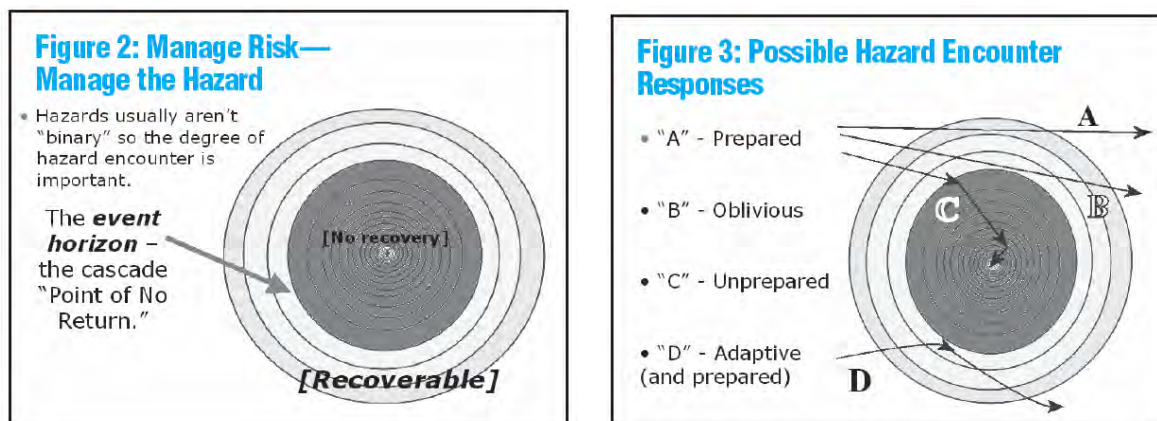 Figure 2: Manage Risk—
Manage the Hazard
• Hazards usually aren't
"binary" so the degree of
hazard encounter is
important.
The event
horizon –
the cascade
"Point of No
Return."
[No recovery]
[Recoverable]
Figure 3: Possible Hazard Encounter
Responses
• "A" - Prepared
• "B" - Oblivious
• "C" - Unprepared
• "D" - Adaptive
(and prepared)
A
B
C
D